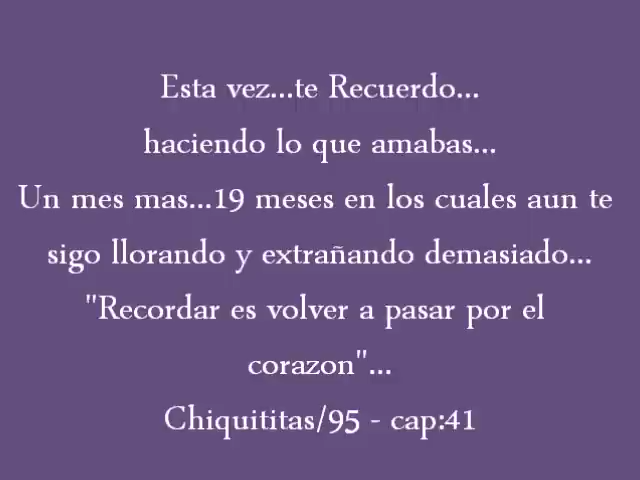 Esta vez...te Recuerdo...
haciendo lo que amabas...
Un mes mas...19 meses en los cuales aun te
sigo llorando y extrañando demasiado...
"Recordar es volver a pasar por el
corazon"...
Chiquititas/95 - cap:41